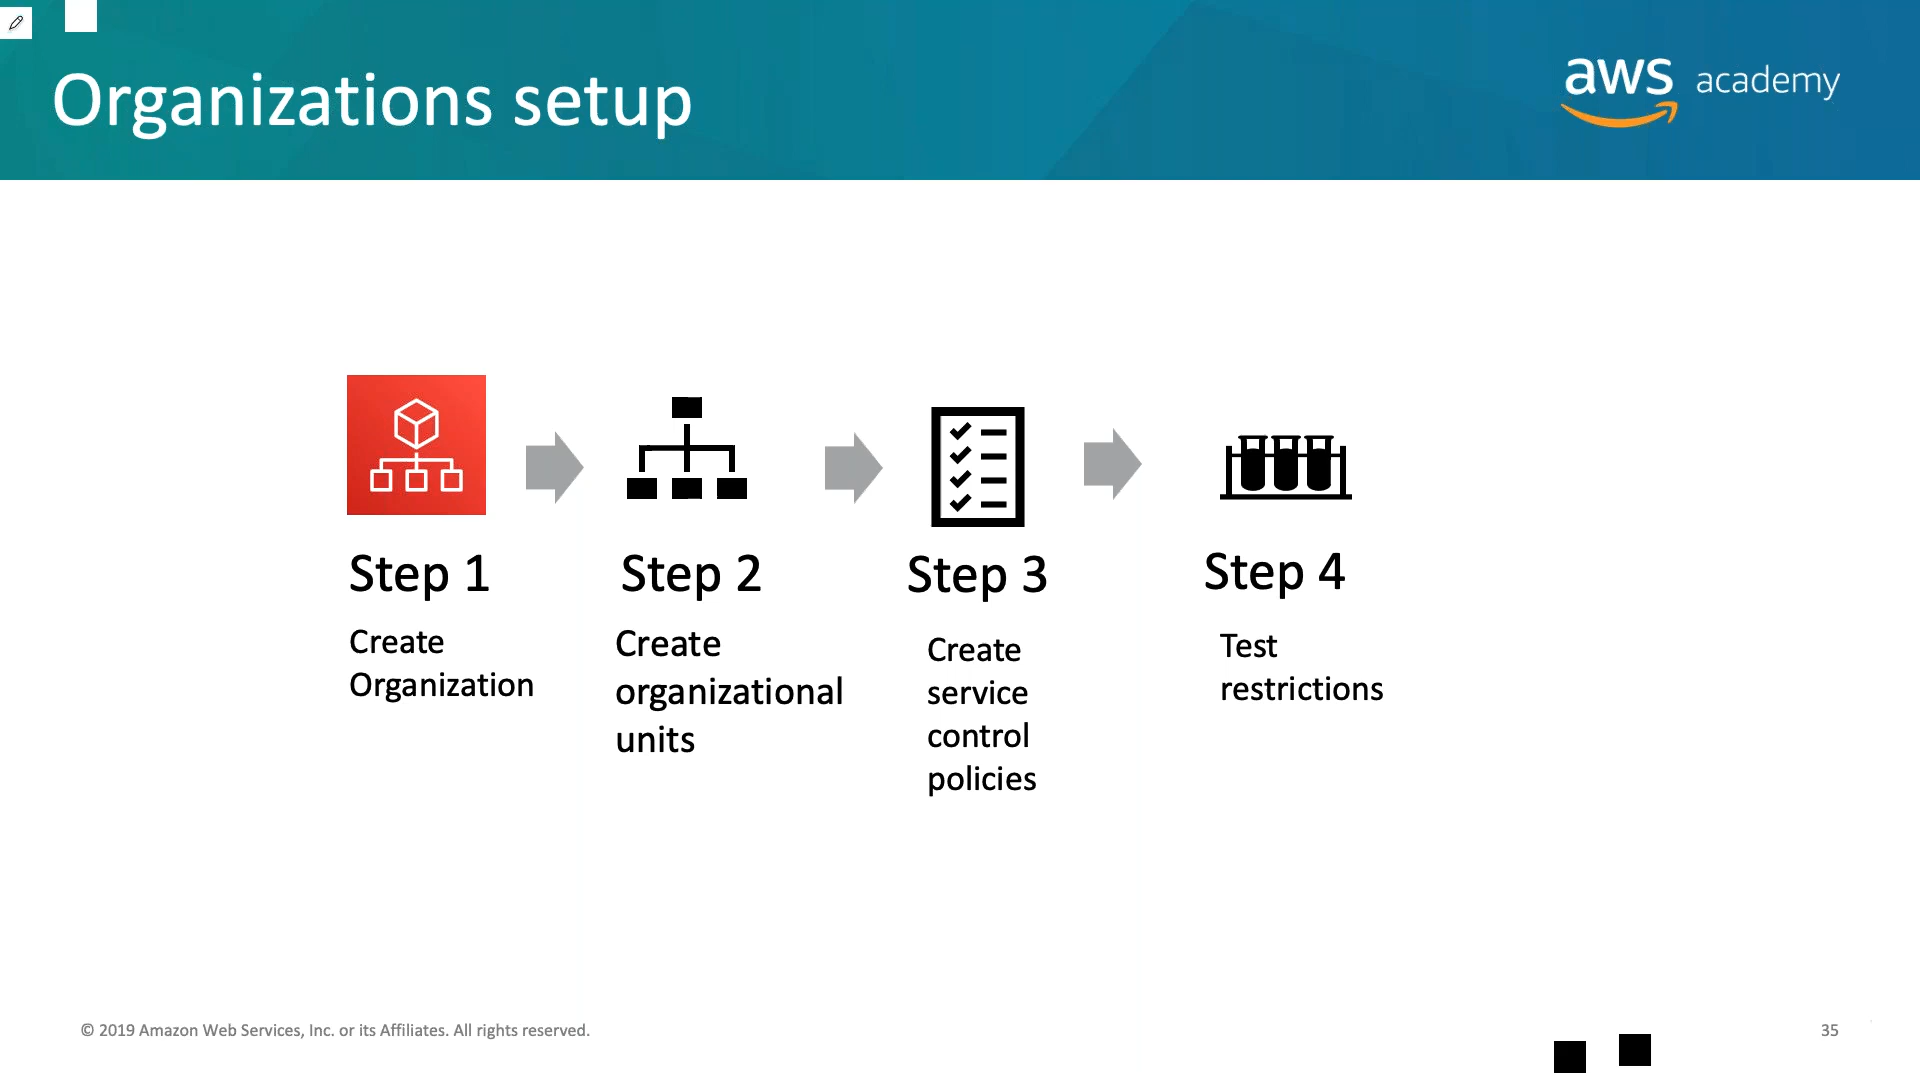 Organizations setup
aws academy
Step 1
Create
Organization
Step 2
Create
organizational
units
Step 3
Create
service
control
policies
Step 4
Test
restrictions
© 2019 Amazon Web Services, Inc. or its Affiliates. All rights reserved.
35